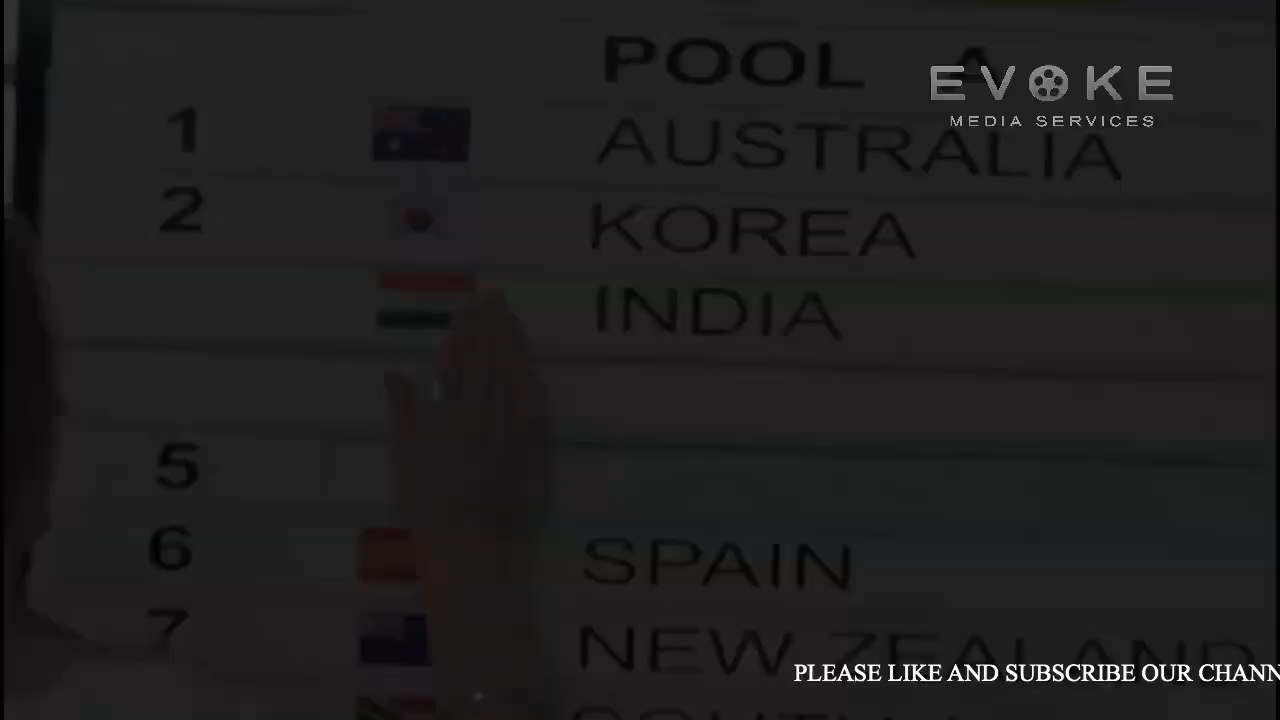 POOL A
EVOKE
MEDIA SERVICES
1 AUSTRALIA
2 KOREA
INDIA
5
6 SPAIN
7 NEW ZEALAND
PLEASE LIKE AND SUBSCRIBE OUR CHANN
SOUTH A